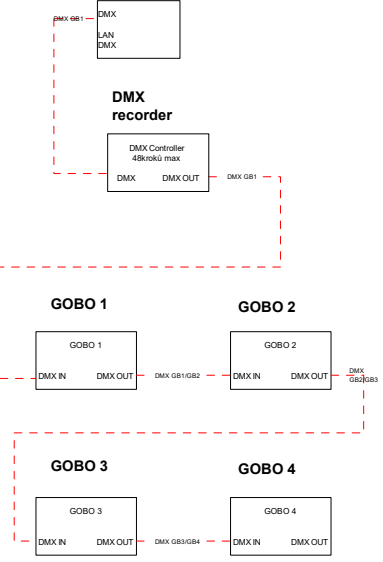 DMX GB1
DMX
LAN
DMX
DMX
recorder
DMX Controller
48kroků max
DMX
DMX OUT
DMX GB1
GOBO 1
GOBO 2
GOBO 1
GOBO 2
DMX IN
DMX OUT
DMX GB1/GB2
DMX IN
DMX OUT
DMX
GB2/GB3
GOBO 3
GOBO 4
GOBO 3
GOBO 4
DMX IN
DMX OUT
DMX GB3/GB4
DMX IN
DMX OUT